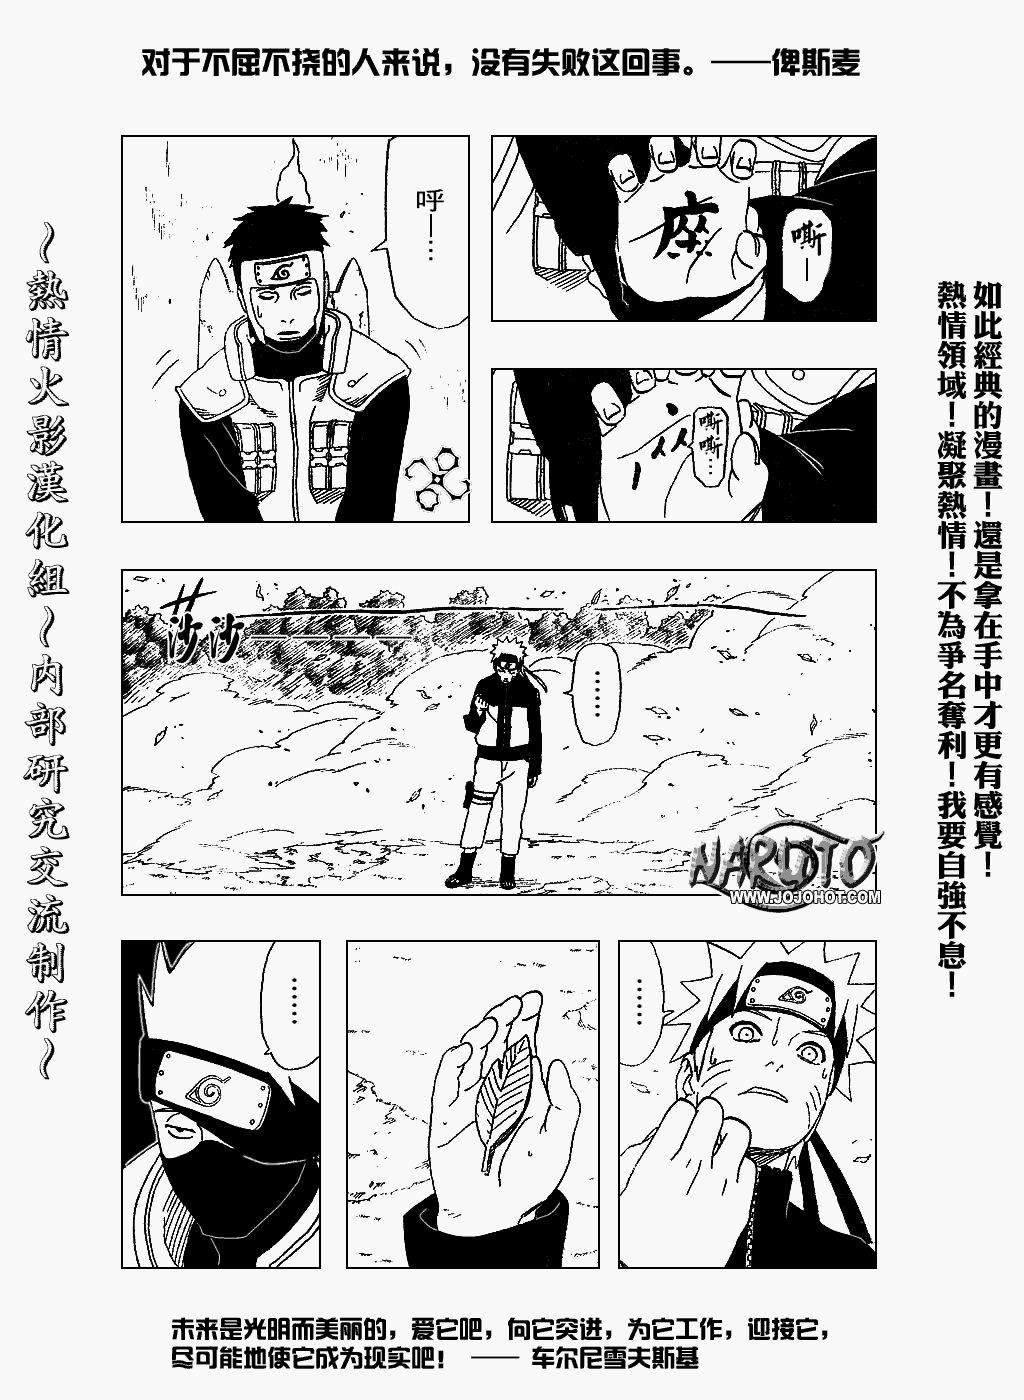 对于不屈不挠的人来说，没有失败这回事。——俾斯麦
座
嘶—
嘶嘶…
呼—……
沙沙————
……
NARUTO
WWW.JOJOHOT.COM
……
……
如此經典的漫畫！還是拿在手中才更有感覺！
熱情領域！凝聚熱情！不為爭名奪利！我要自強不息！
～熱情火影漢化組～内部研究交流制作～
未来是光明而美丽的，爱它吧，向它突进，为它工作，迎接它，
尽可能地使它成为现实吧！ —— 车尔尼雪夫斯基